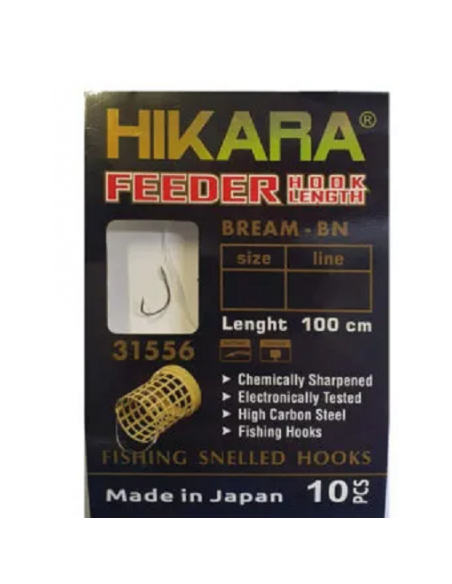 HIKARA®
FEEDER HOOK LENGTH
BREAM - BN
size line
Lenght 100 cm
31556
➤ Chemically Sharpened
➤ Electronically Tested
➤ High Carbon Steel
➤ Fishing Hooks
FISHING SNELLED HOOKS
Made in Japan 10 PCS